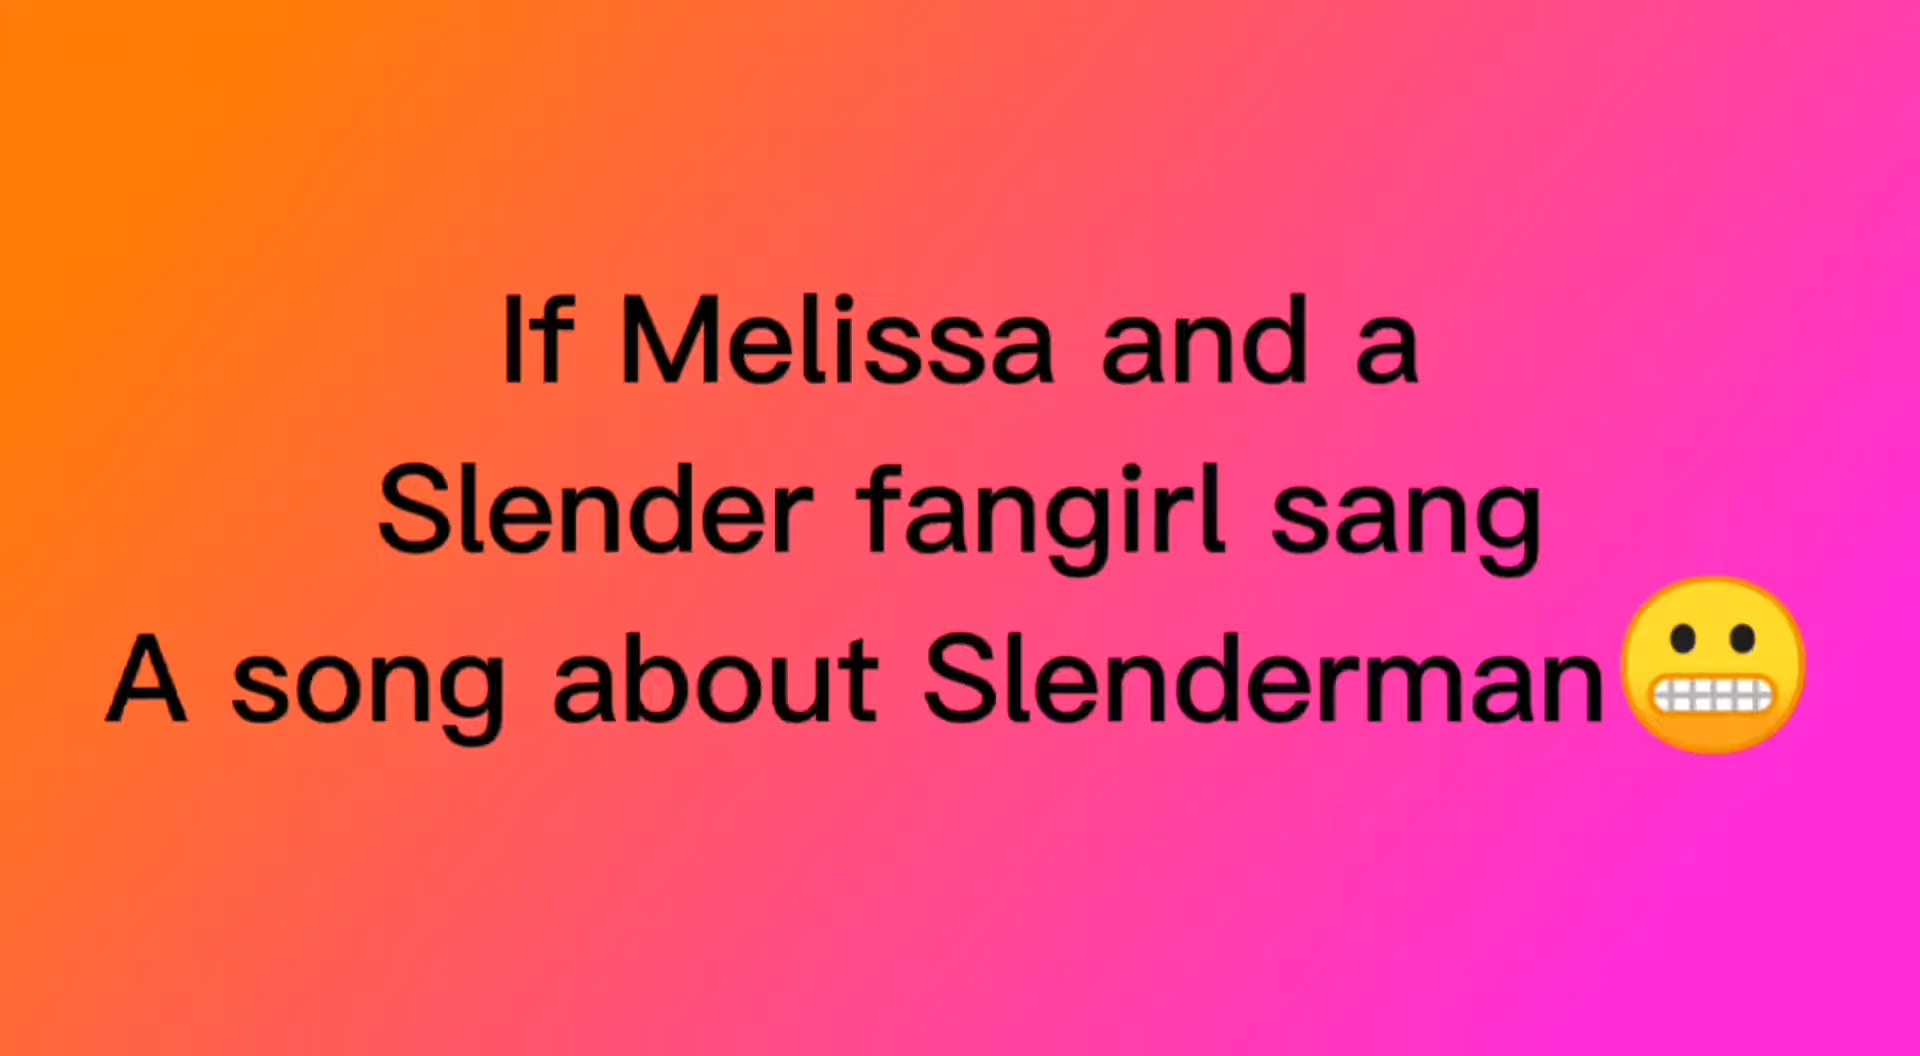 If Melissa and a
Slender fangirl sang
A song about Slenderman😬